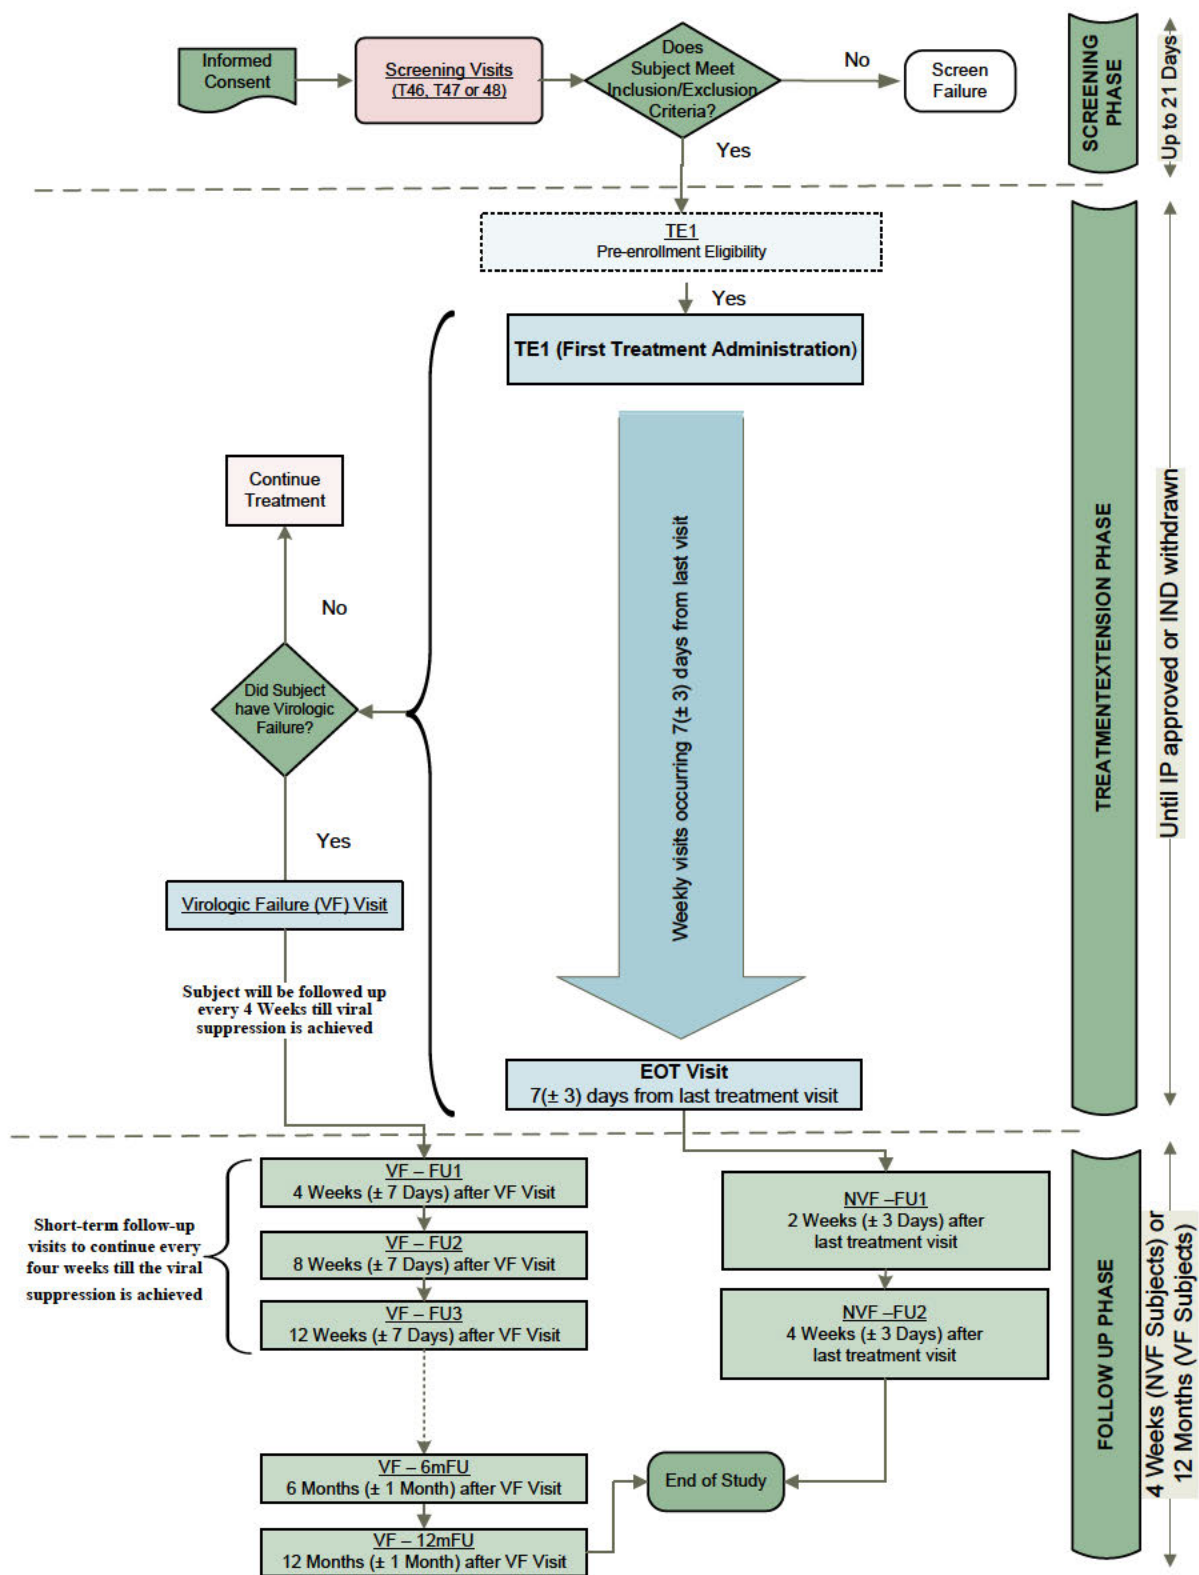 Informed
Consent
Screening Visits
(T46, T47 or 48)
Does
Subject Meet
Inclusion/Exclusion
Criteria?
No
Screen
Failure
Yes
SCREENING
PHASE
Up to 21 Days
TE1
Pre-enrollment Eligibility
Yes
TE1 (First Treatment Administration)
Weekly visits occurring 7(± 3) days from last visit
Continue
Treatment
No
Did Subject
have Virologic
Failure?
Yes
Virologic Failure (VF) Visit
Subject will be followed up
every 4 Weeks till viral
suppression is achieved
EOT Visit
7(± 3) days from last treatment visit
TREATMENTEXTENSION PHASE
Until IP approved or IND withdrawn
Short-term follow-up
visits to continue every
four weeks till the viral
suppression is achieved
VF – FU1
4 Weeks (± 7 Days) after VF Visit
VF – FU2
8 Weeks (± 7 Days) after VF Visit
VF – FU3
12 Weeks (± 7 Days) after VF Visit
VF – 6mFU
6 Months (± 1 Month) after VF Visit
VF – 12mFU
12 Months (± 1 Month) after VF Visit
NVF –FU1
2 Weeks (± 3 Days) after
last treatment visit
NVF –FU2
4 Weeks (± 3 Days) after
last treatment visit
End of Study
FOLLOW UP PHASE
4 Weeks (NVF Subjects) or
12 Months (VF Subjects)